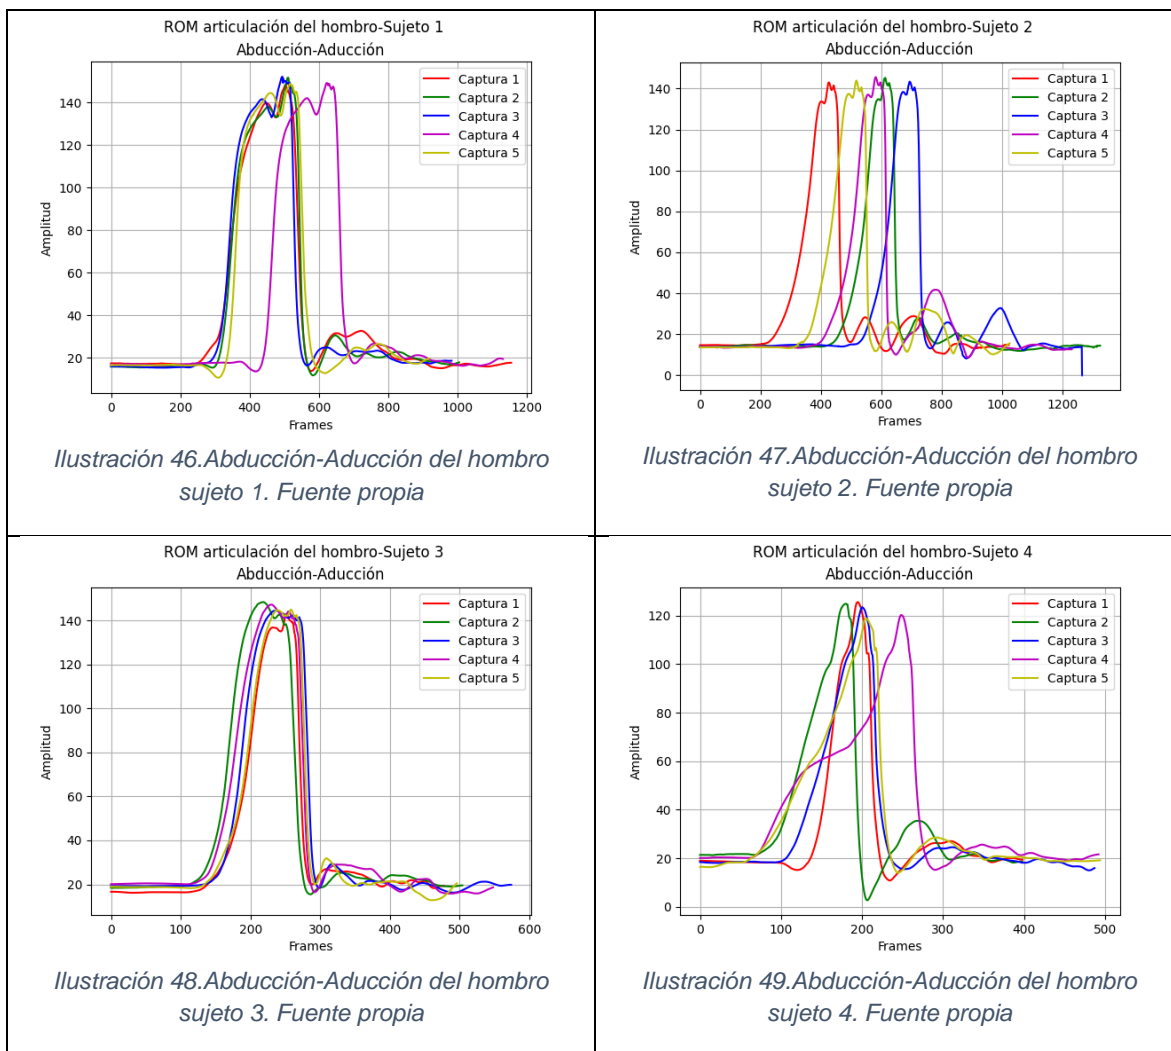 ROM articulación del hombro-Sujeto 1
Abducción-Aducción
Captura 1
Captura 2
Captura 3
Captura 4
Captura 5
140
120
100
80
60
40
20
Amplitud
0 200 400 600 800 1000 1200
Frames
Ilustración 46.Abducción-Aducción del hombro
sujeto 1. Fuente propia
ROM articulación del hombro-Sujeto 2
Abducción-Aducción
Captura 1
Captura 2
Captura 3
Captura 4
Captura 5
140
120
100
80
60
40
20
0
Amplitud
0 200 400 600 800 1000 1200
Frames
Ilustración 47.Abducción-Aducción del hombro
sujeto 2. Fuente propia
ROM articulación del hombro-Sujeto 3
Abducción-Aducción
Captura 1
Captura 2
Captura 3
Captura 4
Captura 5
140
120
100
80
60
40
20
Amplitud
0 100 200 300 400 500 600
Frames
Ilustración 48.Abducción-Aducción del hombro
sujeto 3. Fuente propia
ROM articulación del hombro-Sujeto 4
Abducción-Aducción
Captura 1
Captura 2
Captura 3
Captura 4
Captura 5
120
100
80
60
40
20
0
Amplitud
0 100 200 300 400 500
Frames
Ilustración 49.Abducción-Aducción del hombro
sujeto 4. Fuente propia